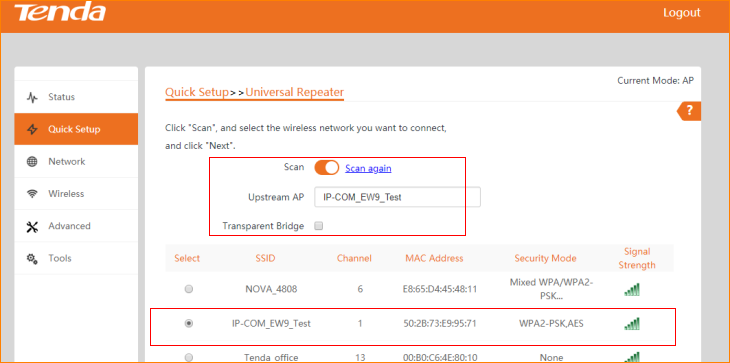 Tenda
Logout
Current Mode: AP
Status
Quick Setup
Network
Wireless
Advanced
Tools
Quick Setup>>Universal Repeater
?
Click "Scan", and select the wireless network you want to connect,
and click "Next".
Scan Scan again
Upstream AP IP-COM_EW9_Test
Transparent Bridge
Select SSID Channel MAC Address Security Mode Signal
Strength
NOVA_4808 6 E8:65:D4:45:48:11 Mixed WPA/WPA2-
PSK...
IP-COM_EW9_Test 1 50:2B:73:E9:95:71 WPA2-PSK,AES
Tenda_office 13 00:B0:C6:4E:80:10 None